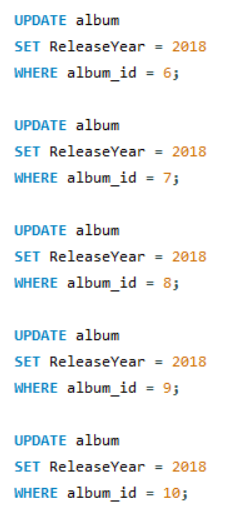 UPDATE album
SET ReleaseYear = 2018
WHERE album_id = 6;
UPDATE album
SET ReleaseYear = 2018
WHERE album_id = 7;
UPDATE album
SET ReleaseYear = 2018
WHERE album_id = 8;
UPDATE album
SET ReleaseYear = 2018
WHERE album_id = 9;
UPDATE album
SET ReleaseYear = 2018
WHERE album_id = 10;